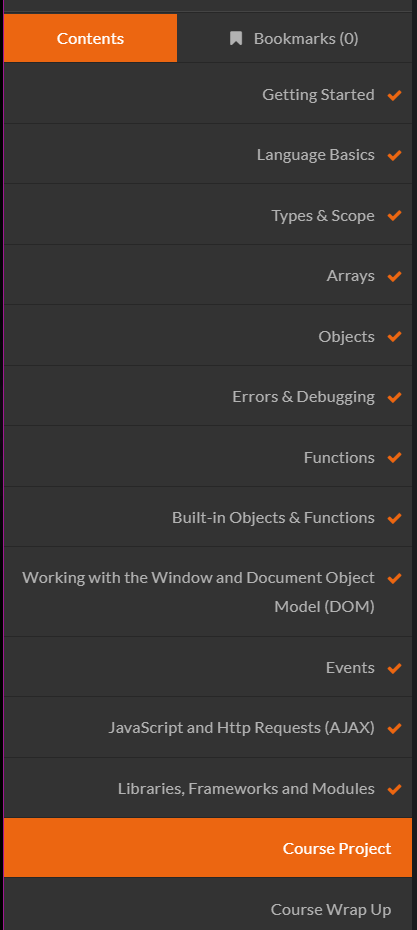 Contents
Bookmarks (0)
Getting Started
Language Basics
Types & Scope
Arrays
Objects
Errors & Debugging
Functions
Built-in Objects & Functions
Working with the Window and Document Object
Model (DOM)
Events
JavaScript and Http Requests (AJAX)
Libraries, Frameworks and Modules
Course Project
Course Wrap Up